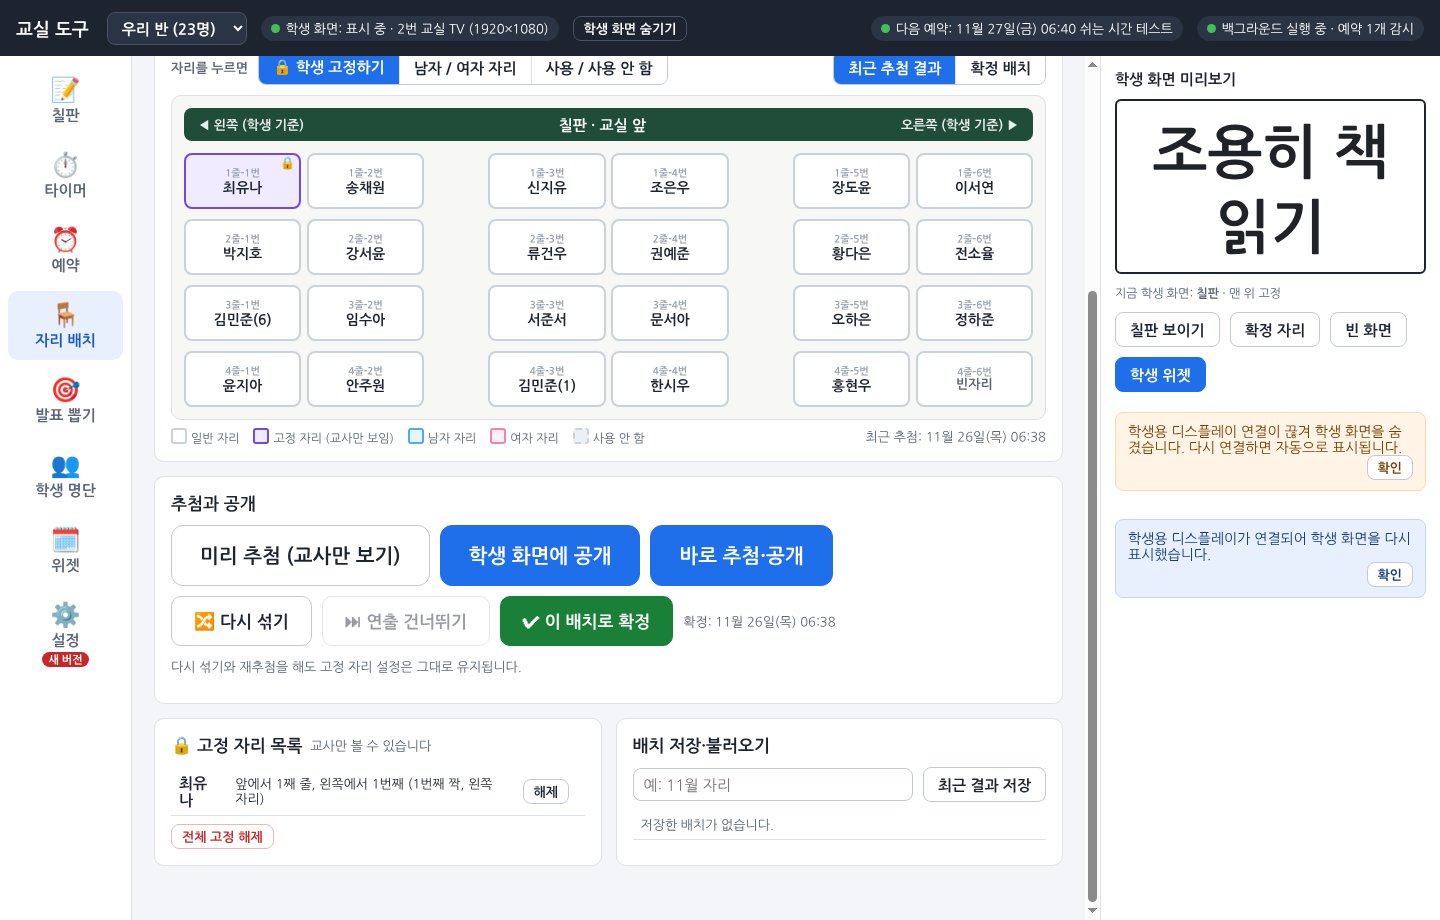 교실 도구
우리 반 (23명)
학생 화면: 표시 중 · 2번 교실 TV (1920×1080)
학생 화면 숨기기
다음 예약: 11월 27일(금) 06:40 쉬는 시간 테스트
백그라운드 실행 중 · 예약 1개 감시
칠판
타이머
예약
자리 배치
발표 뽑기
학생 명단
위젯
설정
새 버전
자리를 누르면
학생 고정하기
남자 / 여자 자리
사용 / 사용 안 함
최근 추첨 결과
확정 배치
◀ 왼쪽 (학생 기준)
칠판 · 교실 앞
오른쪽 (학생 기준) ▶
1줄-1번
최유나
1줄-2번
송채원
1줄-3번
신지유
1줄-4번
조은우
1줄-5번
장도윤
1줄-6번
이서연
2줄-1번
박지호
2줄-2번
강서윤
2줄-3번
류건우
2줄-4번
권예준
2줄-5번
황다은
2줄-6번
전소율
3줄-1번
김민준(6)
3줄-2번
임수아
3줄-3번
서준서
3줄-4번
문서아
3줄-5번
오하은
3줄-6번
정하준
4줄-1번
윤지아
4줄-2번
안주원
4줄-3번
김민준(1)
4줄-4번
한시우
4줄-5번
홍현우
4줄-6번
빈자리
일반 자리
고정 자리 (교사만 보임)
남자 자리
여자 자리
사용 안 함
최근 추첨: 11월 26일(목) 06:38
추첨과 공개
미리 추첨 (교사만 보기)
학생 화면에 공개
바로 추첨·공개
다시 섞기
연출 건너뛰기
이 배치로 확정
확정: 11월 26일(목) 06:38
다시 섞기와 재추첨을 해도 고정 자리 설정은 그대로 유지됩니다.
고정 자리 목록
교사만 볼 수 있습니다
최유
나
앞에서 1째 줄, 왼쪽에서 1번째 (1번째 짝, 왼쪽
자리)
해제
전체 고정 해제
배치 저장·불러오기
예: 11월 자리
최근 결과 저장
저장한 배치가 없습니다.
학생 화면 미리보기
조용히 책
읽기
지금 학생 화면: 칠판 · 맨 위 고정
칠판 보이기
확정 자리
빈 화면
학생 위젯
학생용 디스플레이 연결이 끊겨 학생 화면을 숨
겼습니다. 다시 연결하면 자동으로 표시됩니다.
확인
학생용 디스플레이가 연결되어 학생 화면을 다시
표시했습니다.
확인